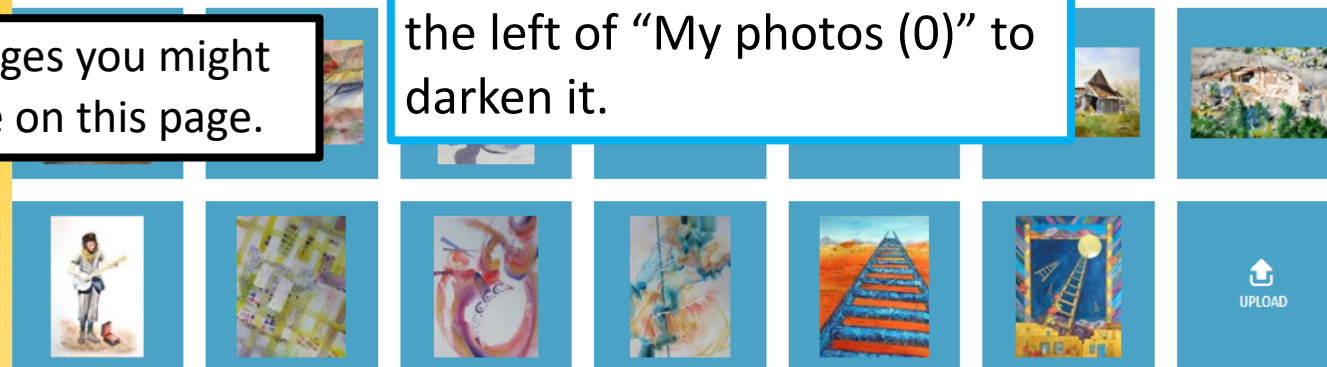 ges you might
on this page.
the left of “My photos (0)” to
darken it.
UPLOAD